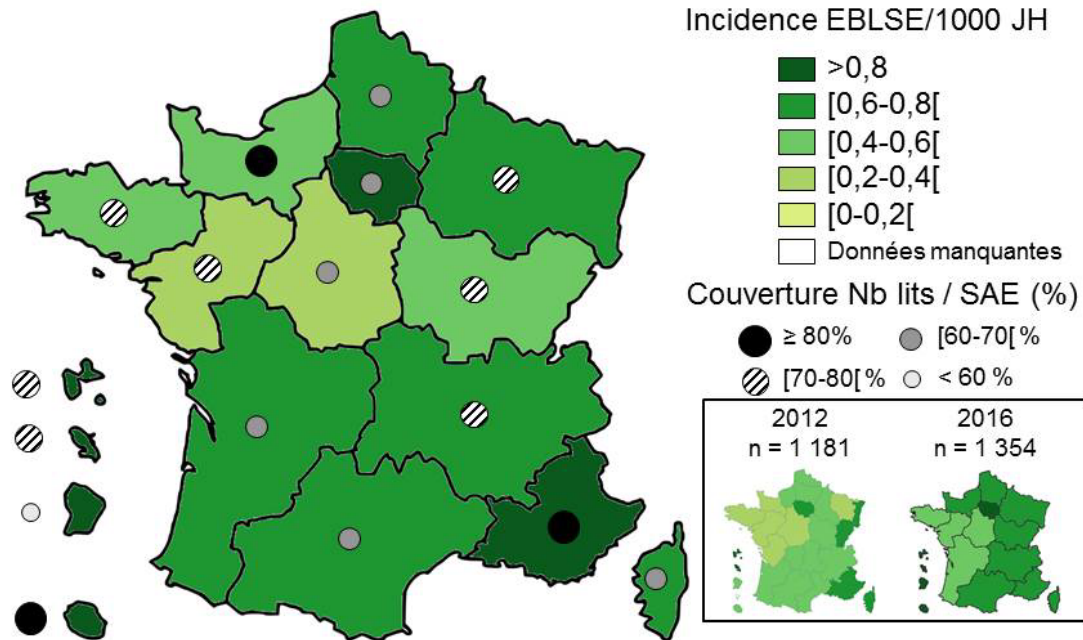 Incidence EBLSE/1000 JH
>0,8
[0,6-0,8[
[0,4-0,6[
[0,2-0,4[
[0-0,2[
Données manquantes
Couverture Nb lits / SAE (%)
≥ 80% [60-70[ %
[70-80[ % < 60 %
2012 2016
n = 1 181 n = 1 354